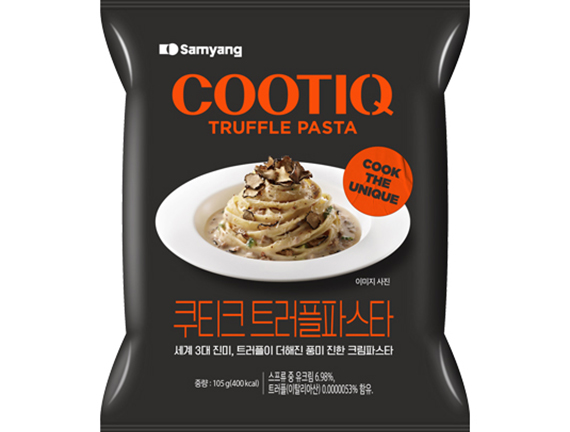 Samyang
COOTIQ
TRUFFLE PASTA
COOK
THE
UNIQUE
이미지 사진
쿠티크 트러플파스타
세계 3대 진미, 트러플이 더해진 풍미 진한 크림파스타
중량 : 105 g(400 kcal)
스프류 중 유크림 6.98%,
트러플(이탈리아산) 0.0000053% 함유.